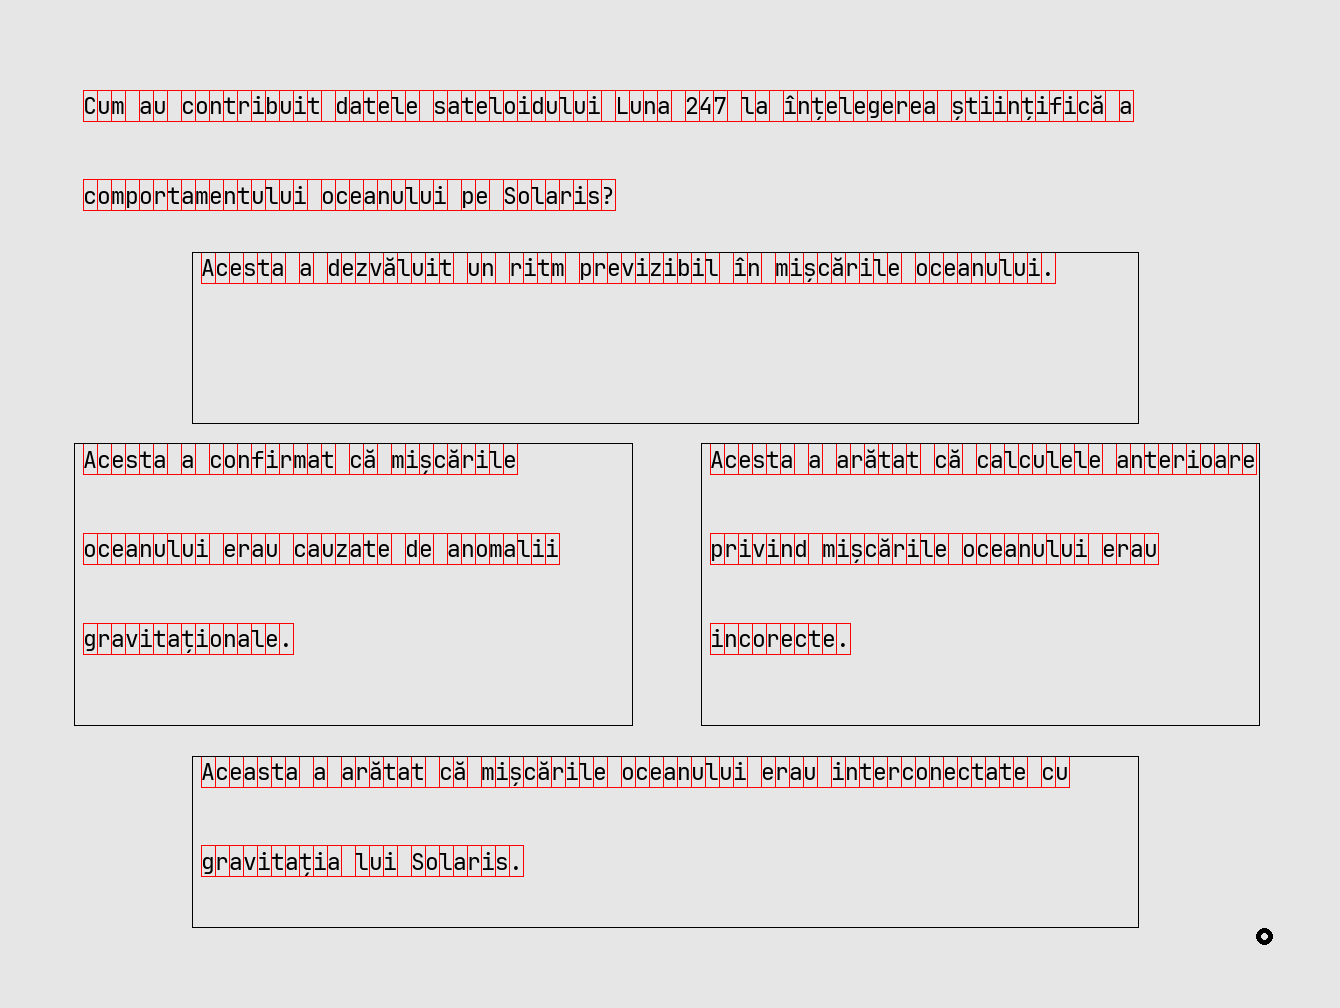 Cum au contribuit datele sateloidului Luna 247 la înțelegerea științifică a
comportamentului oceanului pe Solaris?
Acesta a dezvăluit un ritm previzibil în mișcările oceanului.
Acesta a confirmat că mișcările
oceanului erau cauzate de anomalii
gravitaționale.
Acesta a arătat că calculele anterioare
privind mișcările oceanului erau
incorecte.
Aceasta a arătat că mișcările oceanului erau interconectate cu
gravitația lui Solaris.